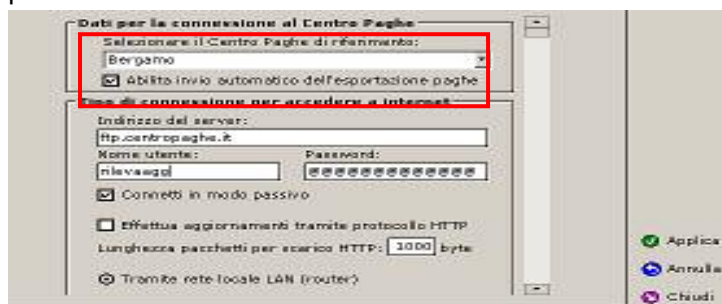 Dati per la connessione al Centro Paghe
Selezionare il Centro Paghe di riferimento:
Bergamo
Abilita invio automatico dell'esportazione paghe
Tipo di connessione per accedere a internet
Indirizzo del server:
ftp.centropaghe.it
Nome utente: Password:
rilevaagg @@@@@@@@@@@@@
Connetti in modo passivo
Effettua aggiornamenti tramite protocollo HTTP
Lunghezza pacchetti per scarico HTTP: 1000 byte
Tramite rete locale LAN (router)
Applica
Annulla
Chiudi